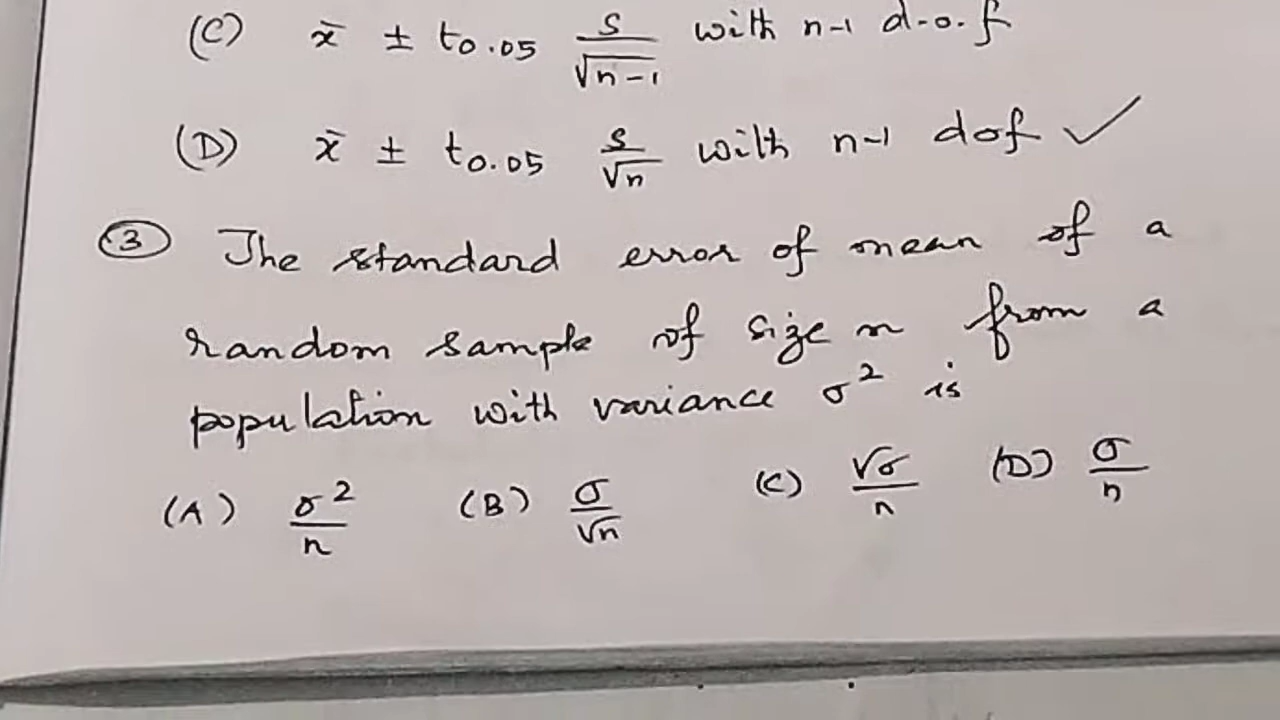 (C) x̄ ± t0.05 s/√n-1 with n-1 d.o.f
(D) x̄ ± t0.05 s/√n with n-1 dof ✓
③ The standard error of mean of a
random sample of size n from a
population with variance σ² is
(A) σ²/n (B) σ/√n (C) √σ/n (D) σ/n